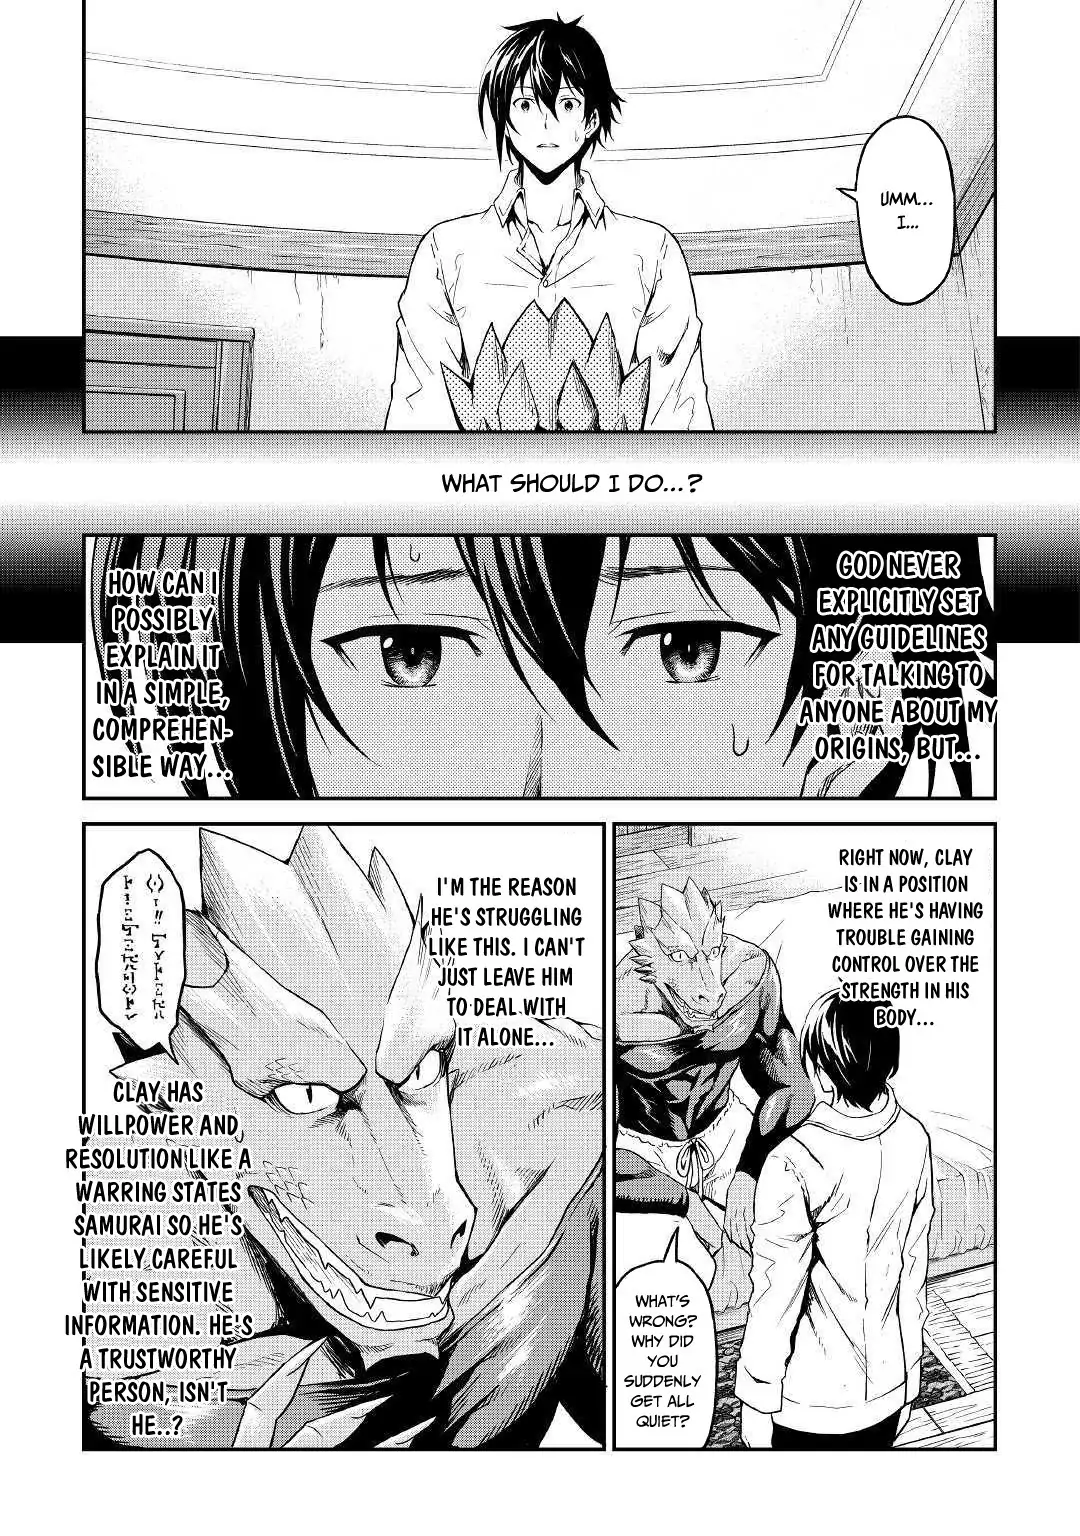 UMM...
I...
WHAT SHOULD I DO...?
GOD NEVER
EXPLICITLY SET
ANY GUIDELINES
FOR TALKING TO
ANYONE ABOUT MY
ORIGINS, BUT...
HOW CAN I
POSSIBLY
EXPLAIN IT
IN A SIMPLE,
COMPREHEN-
SIBLE WAY...
RIGHT NOW, CLAY
IS IN A POSITION
WHERE HE'S HAVING
TROUBLE GAINING
CONTROL OVER THE
STRENGTH IN HIS
BODY...
WHAT'S
WRONG?
WHY DID
YOU
SUDDENLY
GET ALL
QUIET?
I'M THE REASON
HE'S STRUGGLING
LIKE THIS. I CAN'T
JUST LEAVE HIM
TO DEAL WITH
IT ALONE...
CLAY HAS
WILLPOWER AND
RESOLUTION LIKE A
WARRING STATES
SAMURAI SO HE'S
LIKELY CAREFUL
WITH SENSITIVE
INFORMATION. HE'S
A TRUSTWORTHY
PERSON, ISN'T
HE..?